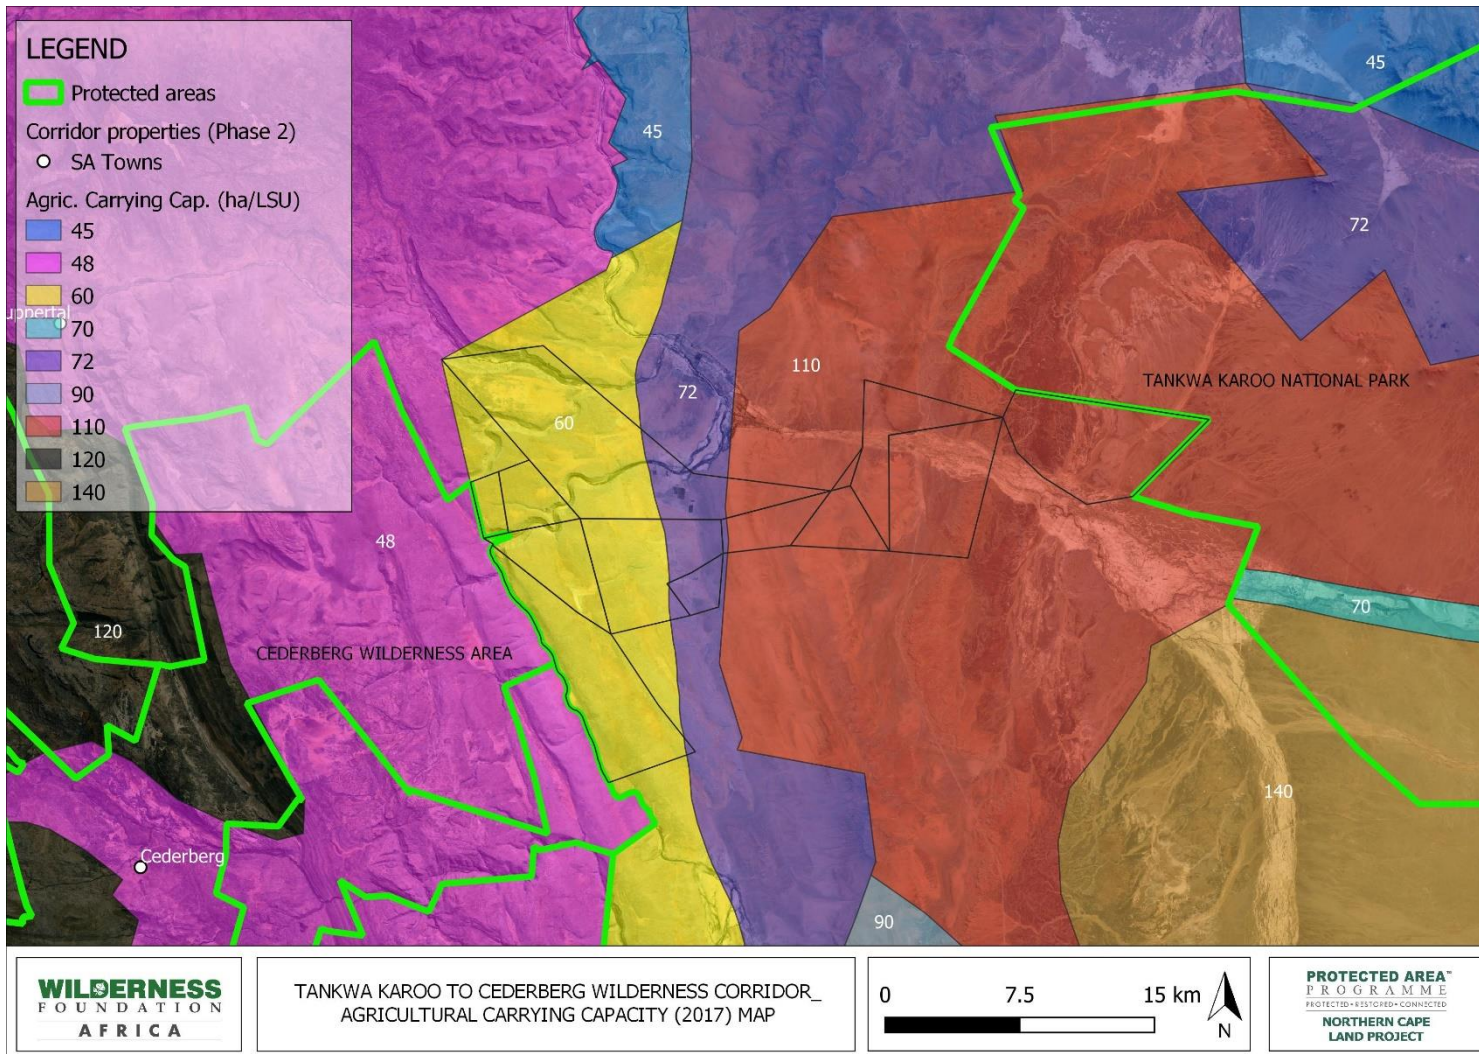 LEGEND
Protected areas
Corridor properties (Phase 2)
SA Towns
Agric. Carrying Cap. (ha/LSU)
45
48
60
70
72
90
110
120
140
uppertal
45
45
72
110
TANKWA KAROO NATIONAL PARK
72
60
48
70
120
CEDERBERG WILDERNESS AREA
140
Cederberg
90
WILDERNESS
FOUNDATION
AFRICA
TANKWA KAROO TO CEDERBERG WILDERNESS CORRIDOR_
AGRICULTURAL CARRYING CAPACITY (2017) MAP
0 7.5 15 km
N
PROTECTED AREA™
PROGRAMME
PROTECTED•RESTORED•CONNECTED
NORTHERN CAPE
LAND PROJECT